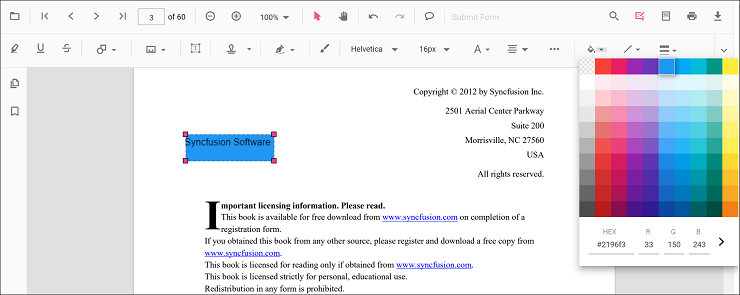 3 of 60 100% Submit Form
Helvetica 16px A
Copyright © 2012 by Syncfusion Inc.
2501 Aerial Center Parkway
Suite 200
Morrisville, NC 27560
USA
All rights reserved.
Syncfusion Software
Important licensing information. Please read.
This book is available for free download from www.syncfusion.com on completion of a
registration form.
If you obtained this book from any other source, please register and download a free copy from
www.syncfusion.com.
This book is licensed for reading only if obtained from www.syncfusion.com.
This book is licensed strictly for personal, educational use.
Redistribution in any form is prohibited.
HEX R G B
#2196f3 33 150 243